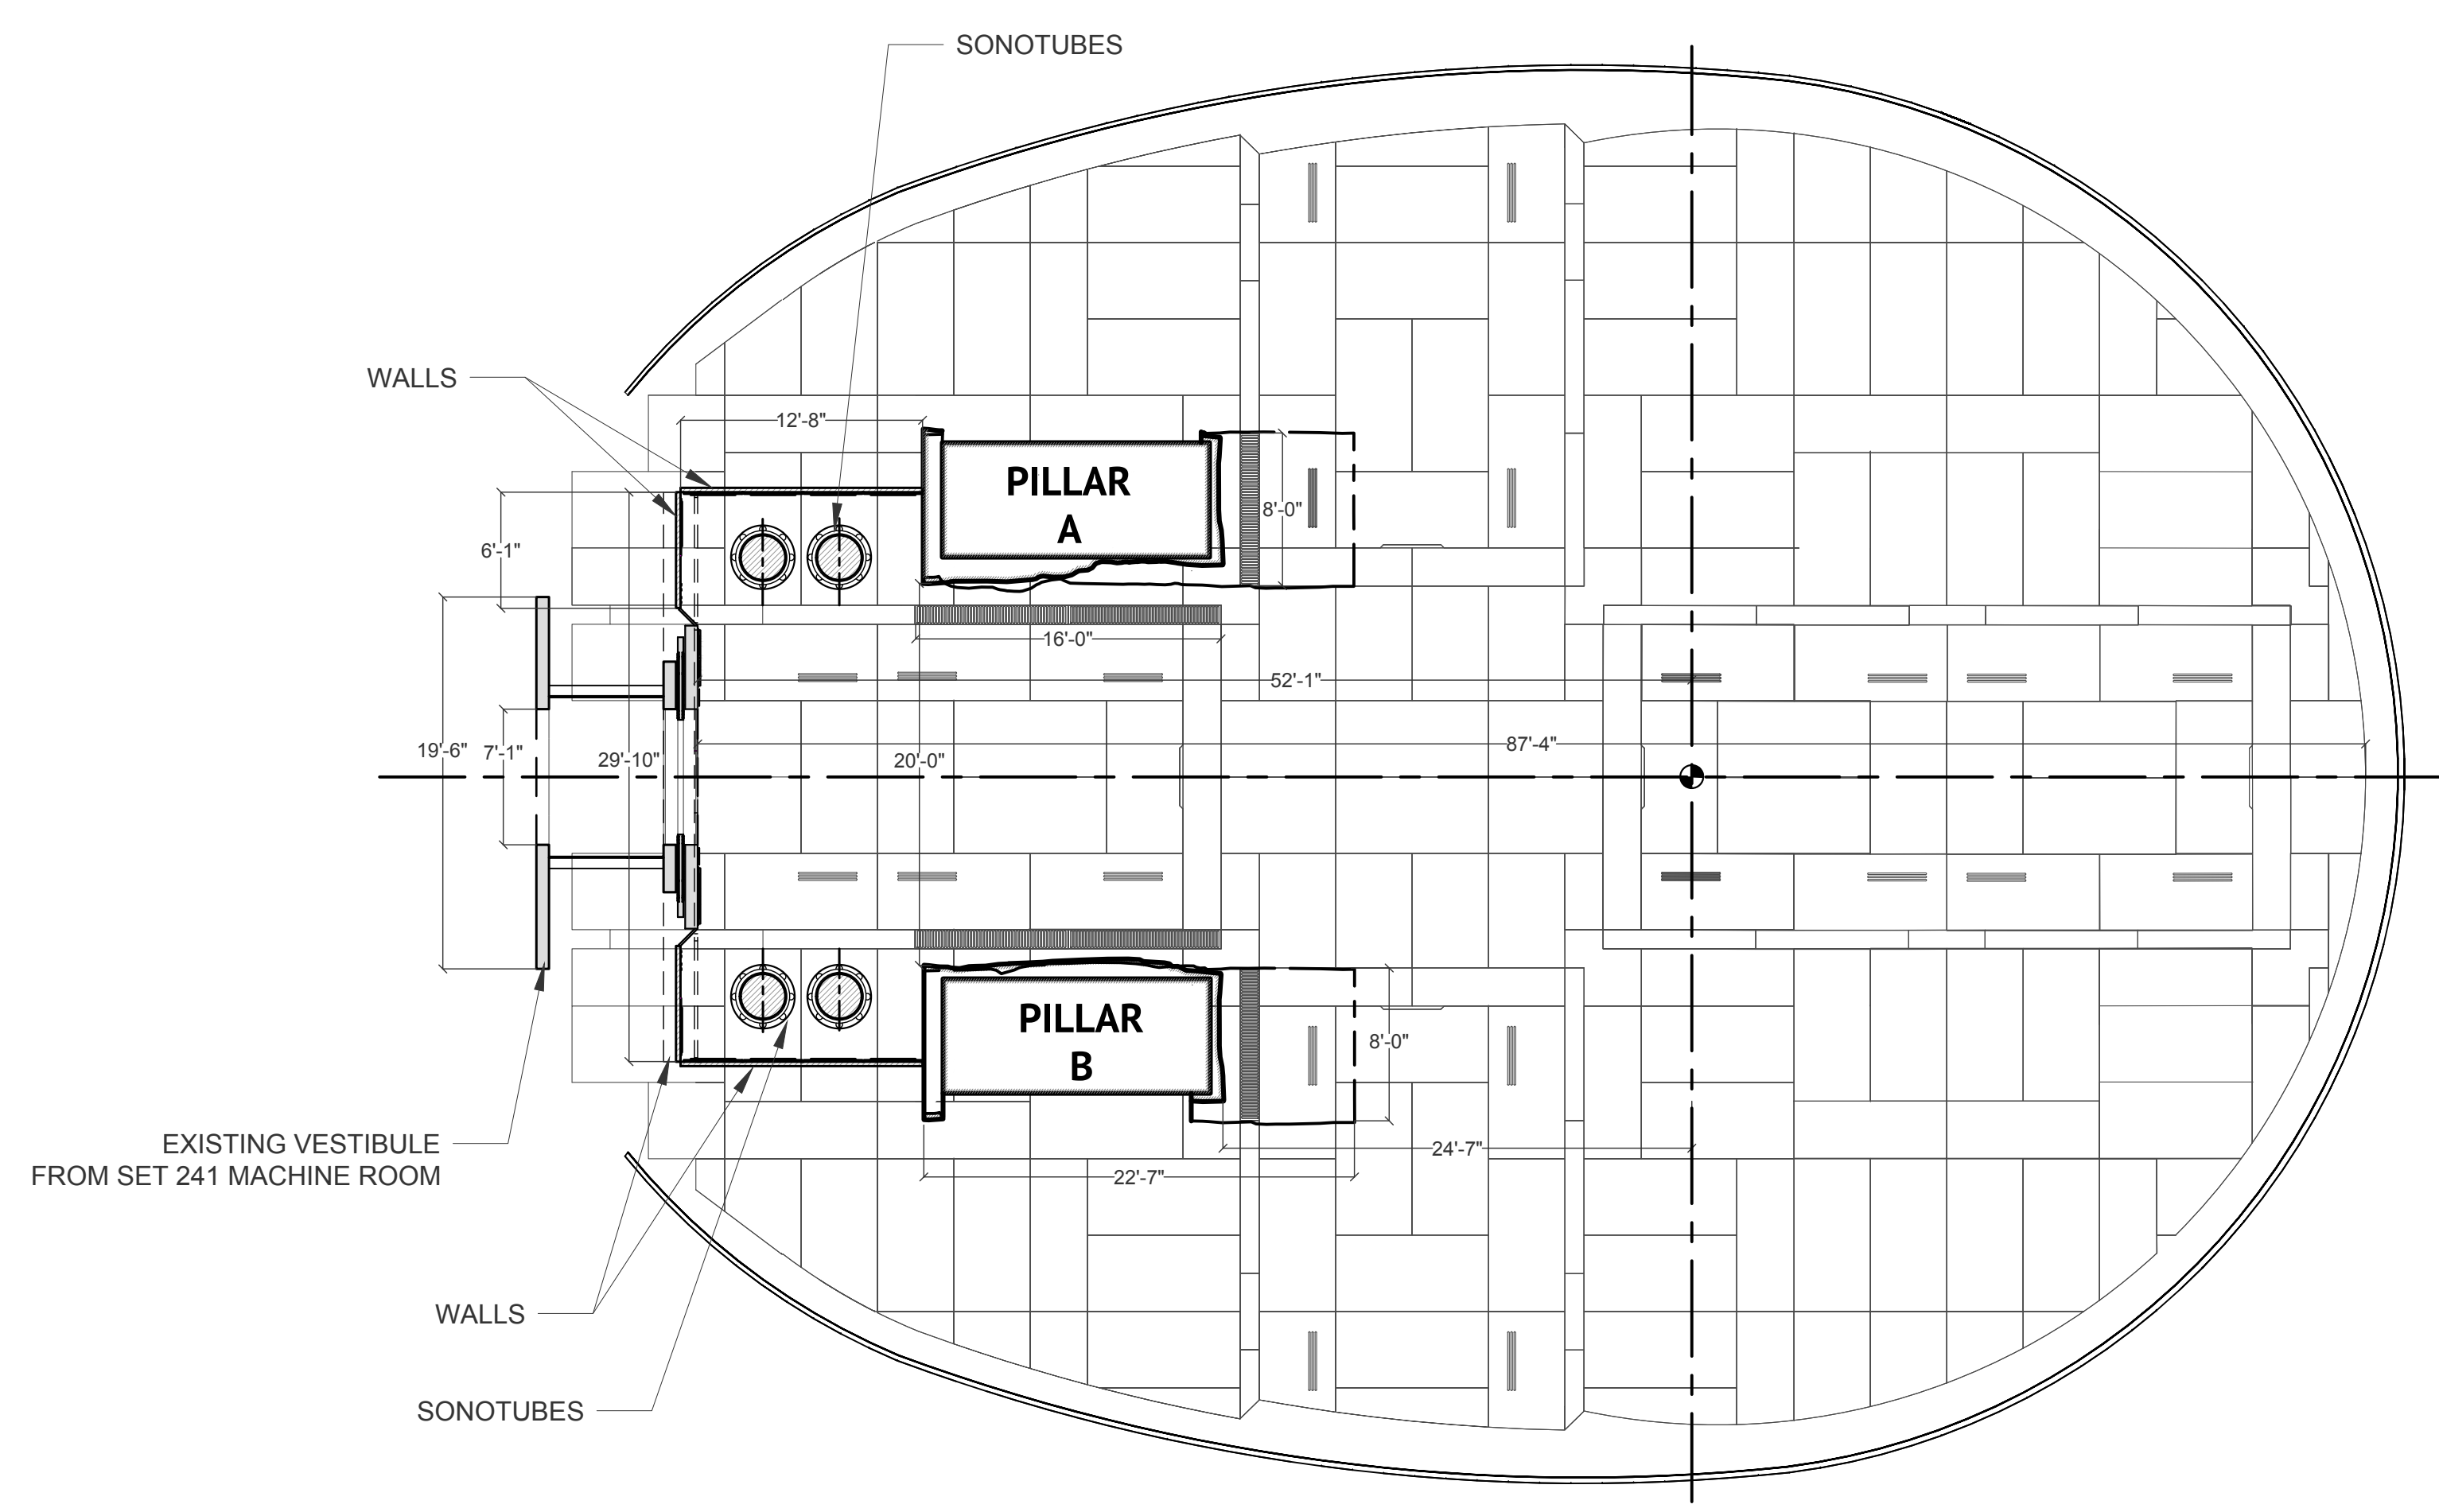 SONOTUBES
WALLS
12'-8"
PILLAR
A
8'-0"
6'-1"
16'-0"
52'-1"
19'-6"
7'-1"
29'-10"
20'-0"
87'-4"
PILLAR
B
8'-0"
EXISTING VESTIBULE
FROM SET 241 MACHINE ROOM
24'-7"
22'-7"
WALLS
SONOTUBES